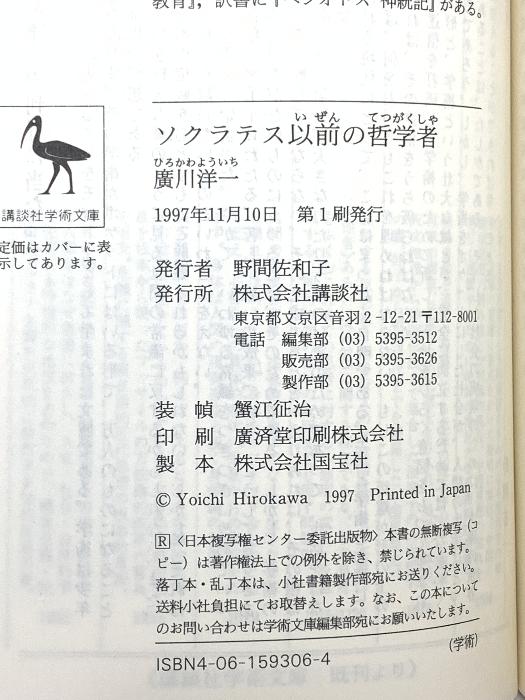 教育』，訳書に『ヘシオドス 神統記』がある。
講談社学術文庫
定価はカバーに表
示してあります。
いぜん てつがくしゃ
ソクラテス以前の哲学者
ひろかわよういち
廣川洋一
1997年11月10日　第1刷発行
発行者　野間佐和子
発行所　株式会社講談社
東京都文京区音羽 2-12-21 〒112-8001
電話　編集部（03）5395-3512
販売部（03）5395-3626
製作部（03）5395-3615
装　幀　蟹江征治
印　刷　廣済堂印刷株式会社
製　本　株式会社国宝社
© Yoichi Hirokawa 1997 Printed in Japan
R〈日本複写権センター委託出版物〉本書の無断複写（コ
ピー）は著作権法上での例外を除き、禁じられています。
落丁本・乱丁本は、小社書籍製作部宛にお送りください。
送料小社負担にてお取替えします。なお、この本について
のお問い合わせは学術文庫編集部宛にお願いいたします。
ISBN4-06-159306-4
（学術）